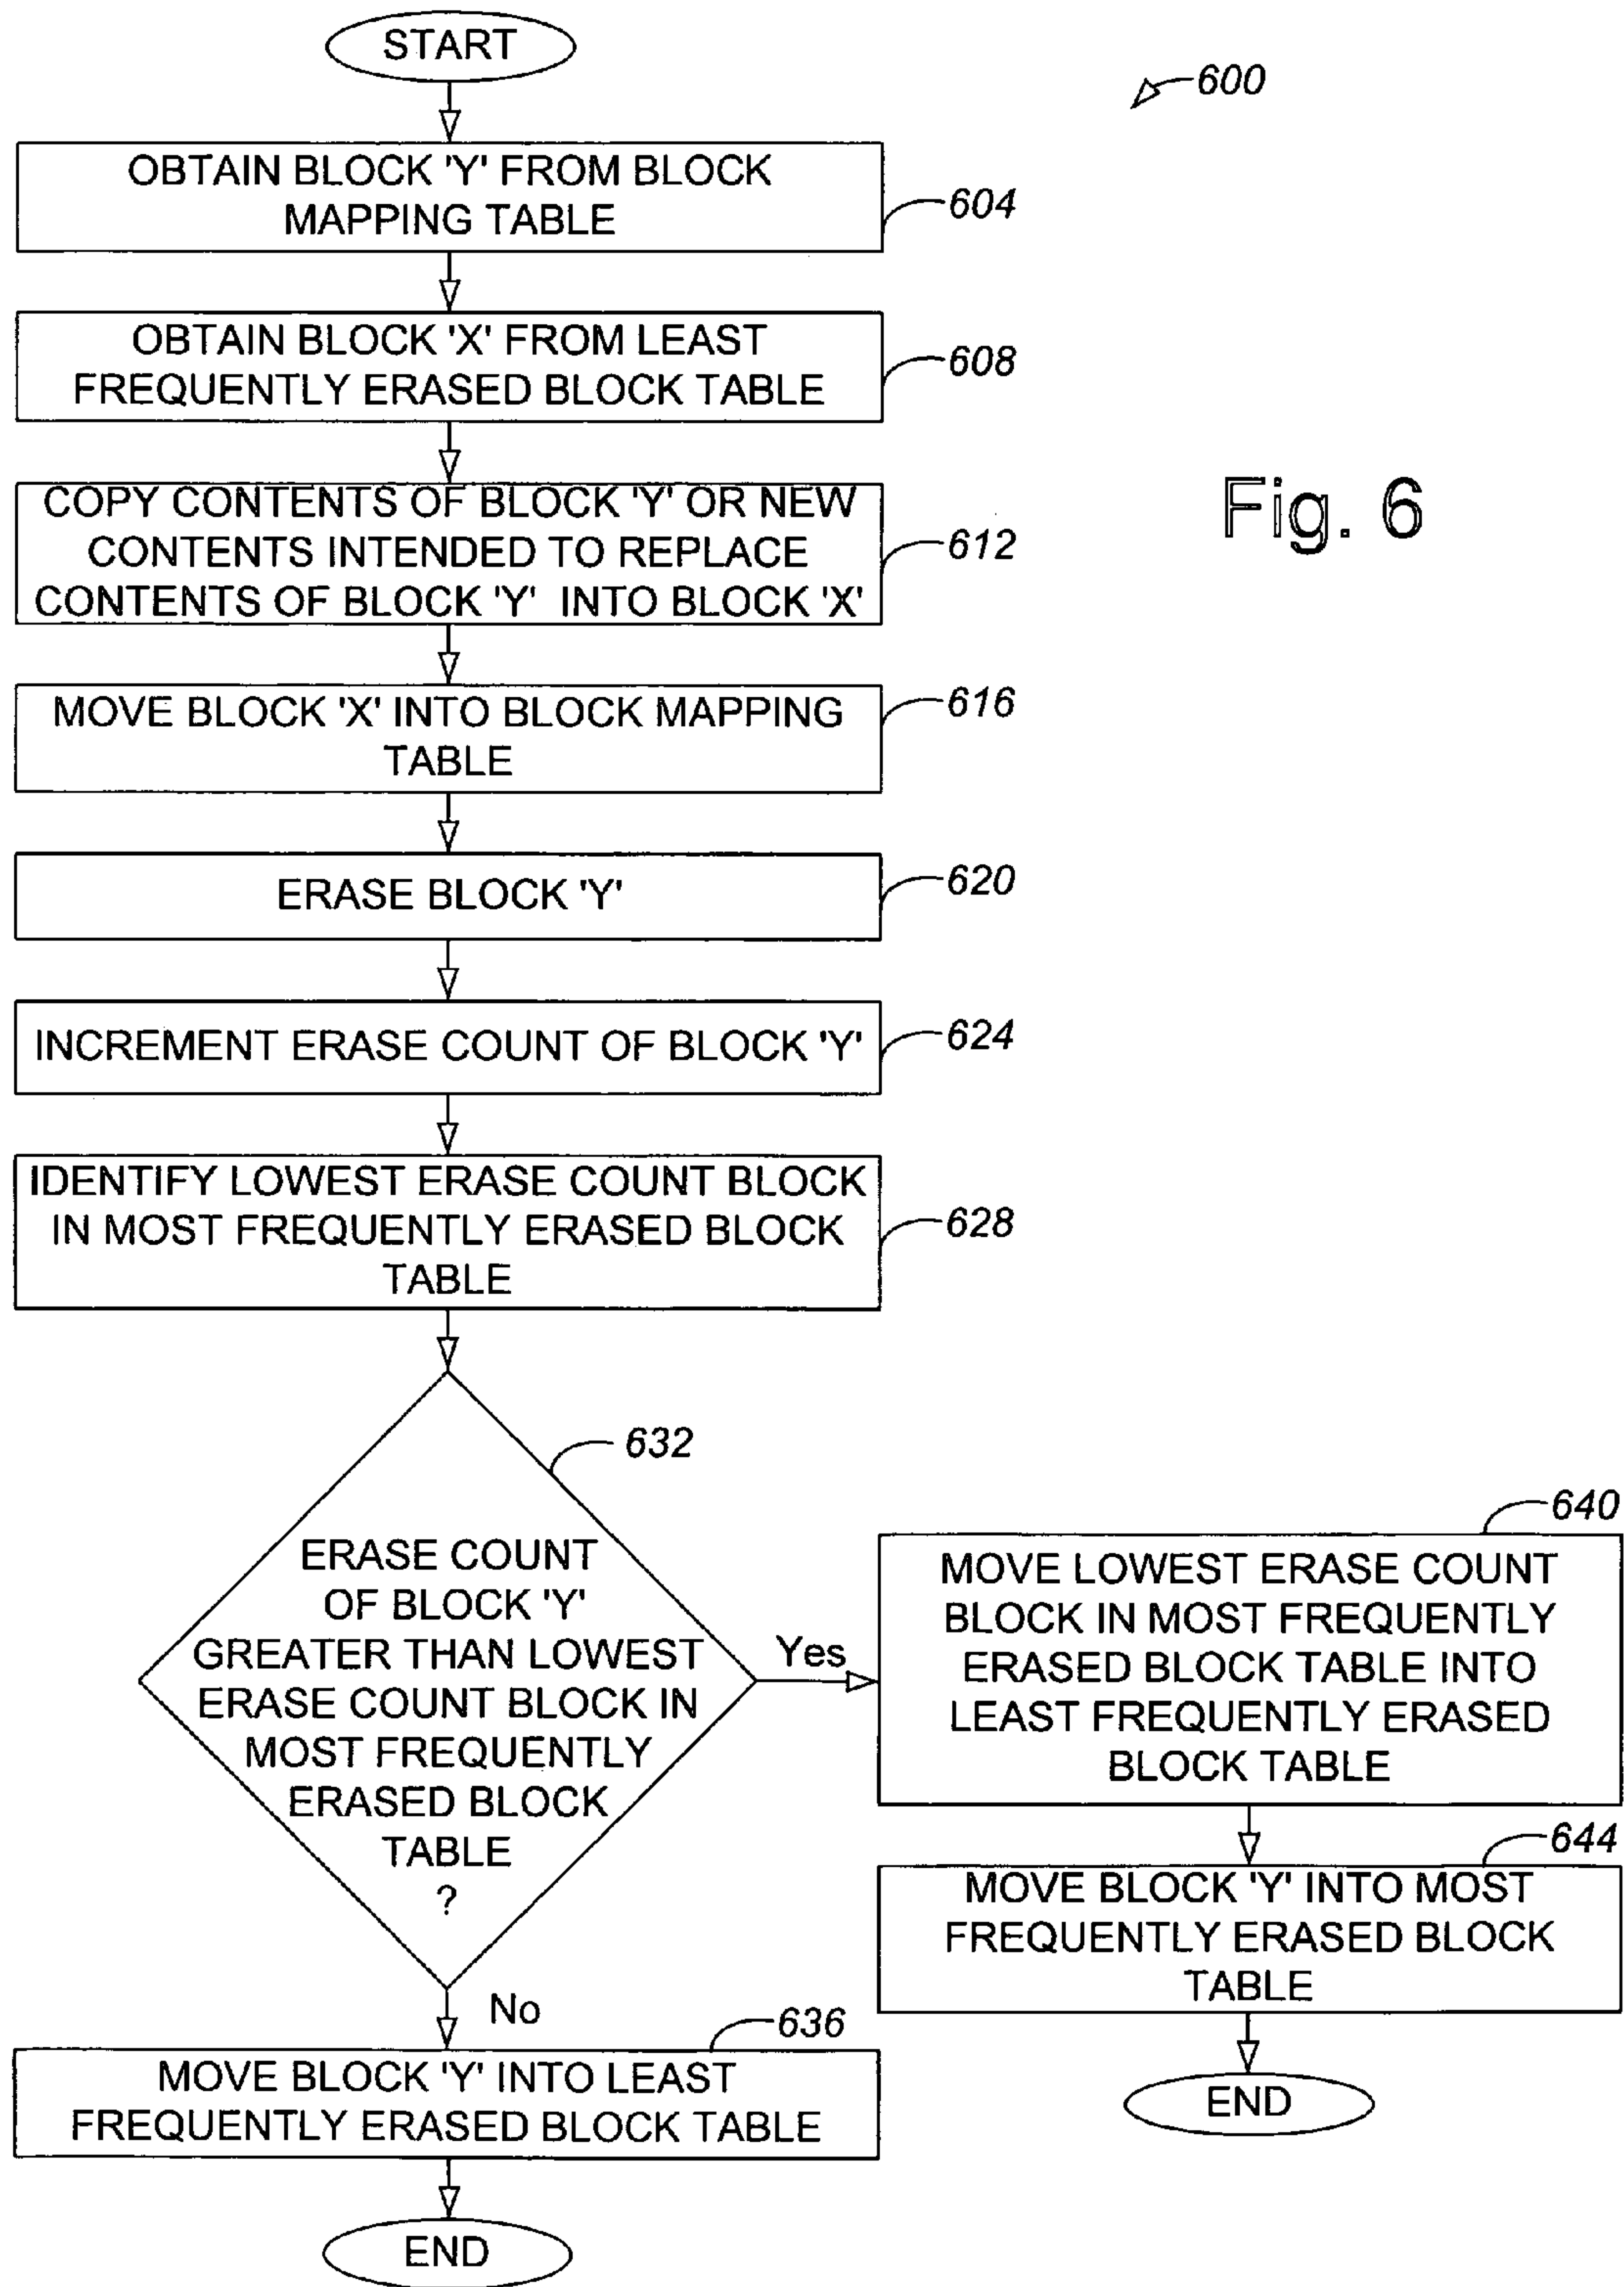 START
600
OBTAIN BLOCK 'Y' FROM BLOCK
MAPPING TABLE
604
OBTAIN BLOCK 'X' FROM LEAST
FREQUENTLY ERASED BLOCK TABLE
608
COPY CONTENTS OF BLOCK 'Y' OR NEW
CONTENTS INTENDED TO REPLACE
CONTENTS OF BLOCK 'Y' INTO BLOCK 'X'
612
Fig. 6
MOVE BLOCK 'X' INTO BLOCK MAPPING
TABLE
616
ERASE BLOCK 'Y'
620
INCREMENT ERASE COUNT OF BLOCK 'Y'
624
IDENTIFY LOWEST ERASE COUNT BLOCK
IN MOST FREQUENTLY ERASED BLOCK
TABLE
628
632
ERASE COUNT
OF BLOCK 'Y'
GREATER THAN LOWEST
ERASE COUNT BLOCK IN
MOST FREQUENTLY
ERASED BLOCK
TABLE
?
Yes
640
MOVE LOWEST ERASE COUNT
BLOCK IN MOST FREQUENTLY
ERASED BLOCK TABLE INTO
LEAST FREQUENTLY ERASED
BLOCK TABLE
644
MOVE BLOCK 'Y' INTO MOST
FREQUENTLY ERASED BLOCK
TABLE
END
No
636
MOVE BLOCK 'Y' INTO LEAST
FREQUENTLY ERASED BLOCK TABLE
END